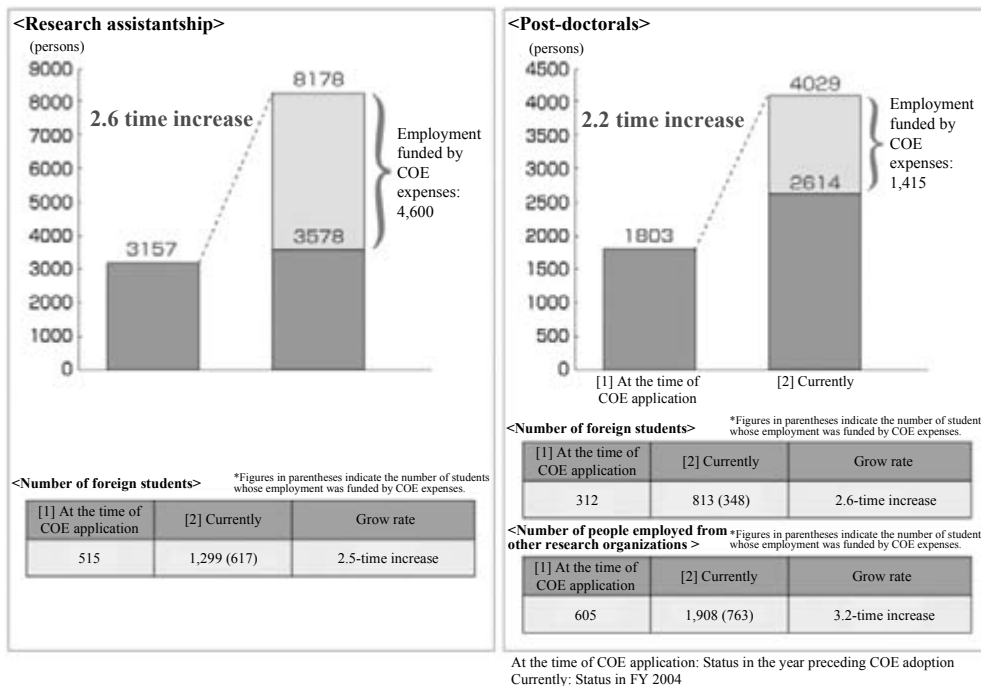 <Research assistantship>
(persons)
9000
8000
7000
6000
5000
4000
3000
2000
1000
0
8178
2.6 time increase
3157
3578
Employment
funded by
COE
expenses:
4,600
<Number of foreign students>
*Figures in parentheses indicate the number of students
whose employment was funded by COE expenses.
[1] At the time of
COE application
[2] Currently
Grow rate
515
1,299 (617)
2.5-time increase
<Post-doctorals>
(persons)
4500
4000
3500
3000
2500
2000
1500
1000
500
0
4029
2.2 time increase
1803
2614
Employment
funded by
COE
expenses:
1,415
[1] At the time of
COE application
[2] Currently
<Number of foreign students>
*Figures in parentheses indicate the number of student
whose employment was funded by COE expenses.
[1] At the time of
COE application
[2] Currently
Grow rate
312
813 (348)
2.6-time increase
<Number of people employed from
other research organizations >
*Figures in parentheses indicate the number of student
whose employment was funded by COE expenses.
[1] At the time of
COE application
[2] Currently
Grow rate
605
1,908 (763)
3.2-time increase
At the time of COE application: Status in the year preceding COE adoption
Currently: Status in FY 2004